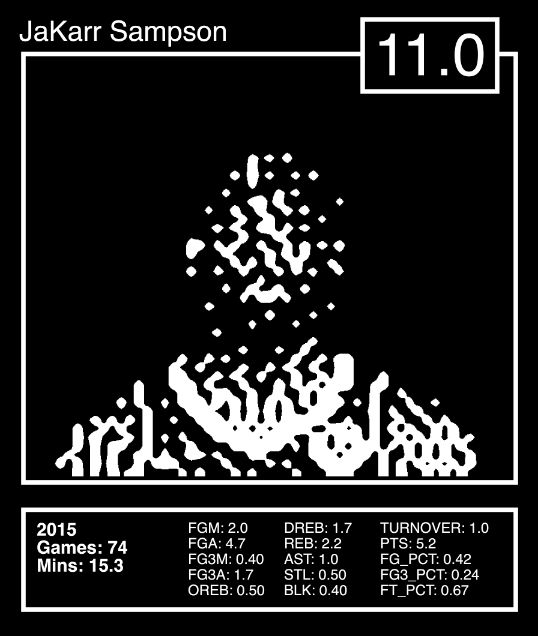 JaKarr Sampson
11.0
2015
Games: 74
Mins: 15.3
FGM: 2.0
FGA: 4.7
FG3M: 0.40
FG3A: 1.7
OREB: 0.50
DREB: 1.7
REB: 2.2
AST: 1.0
STL: 0.50
BLK: 0.40
TURNOVER: 1.0
PTS: 5.2
FG_PCT: 0.42
FG3_PCT: 0.24
FT_PCT: 0.67